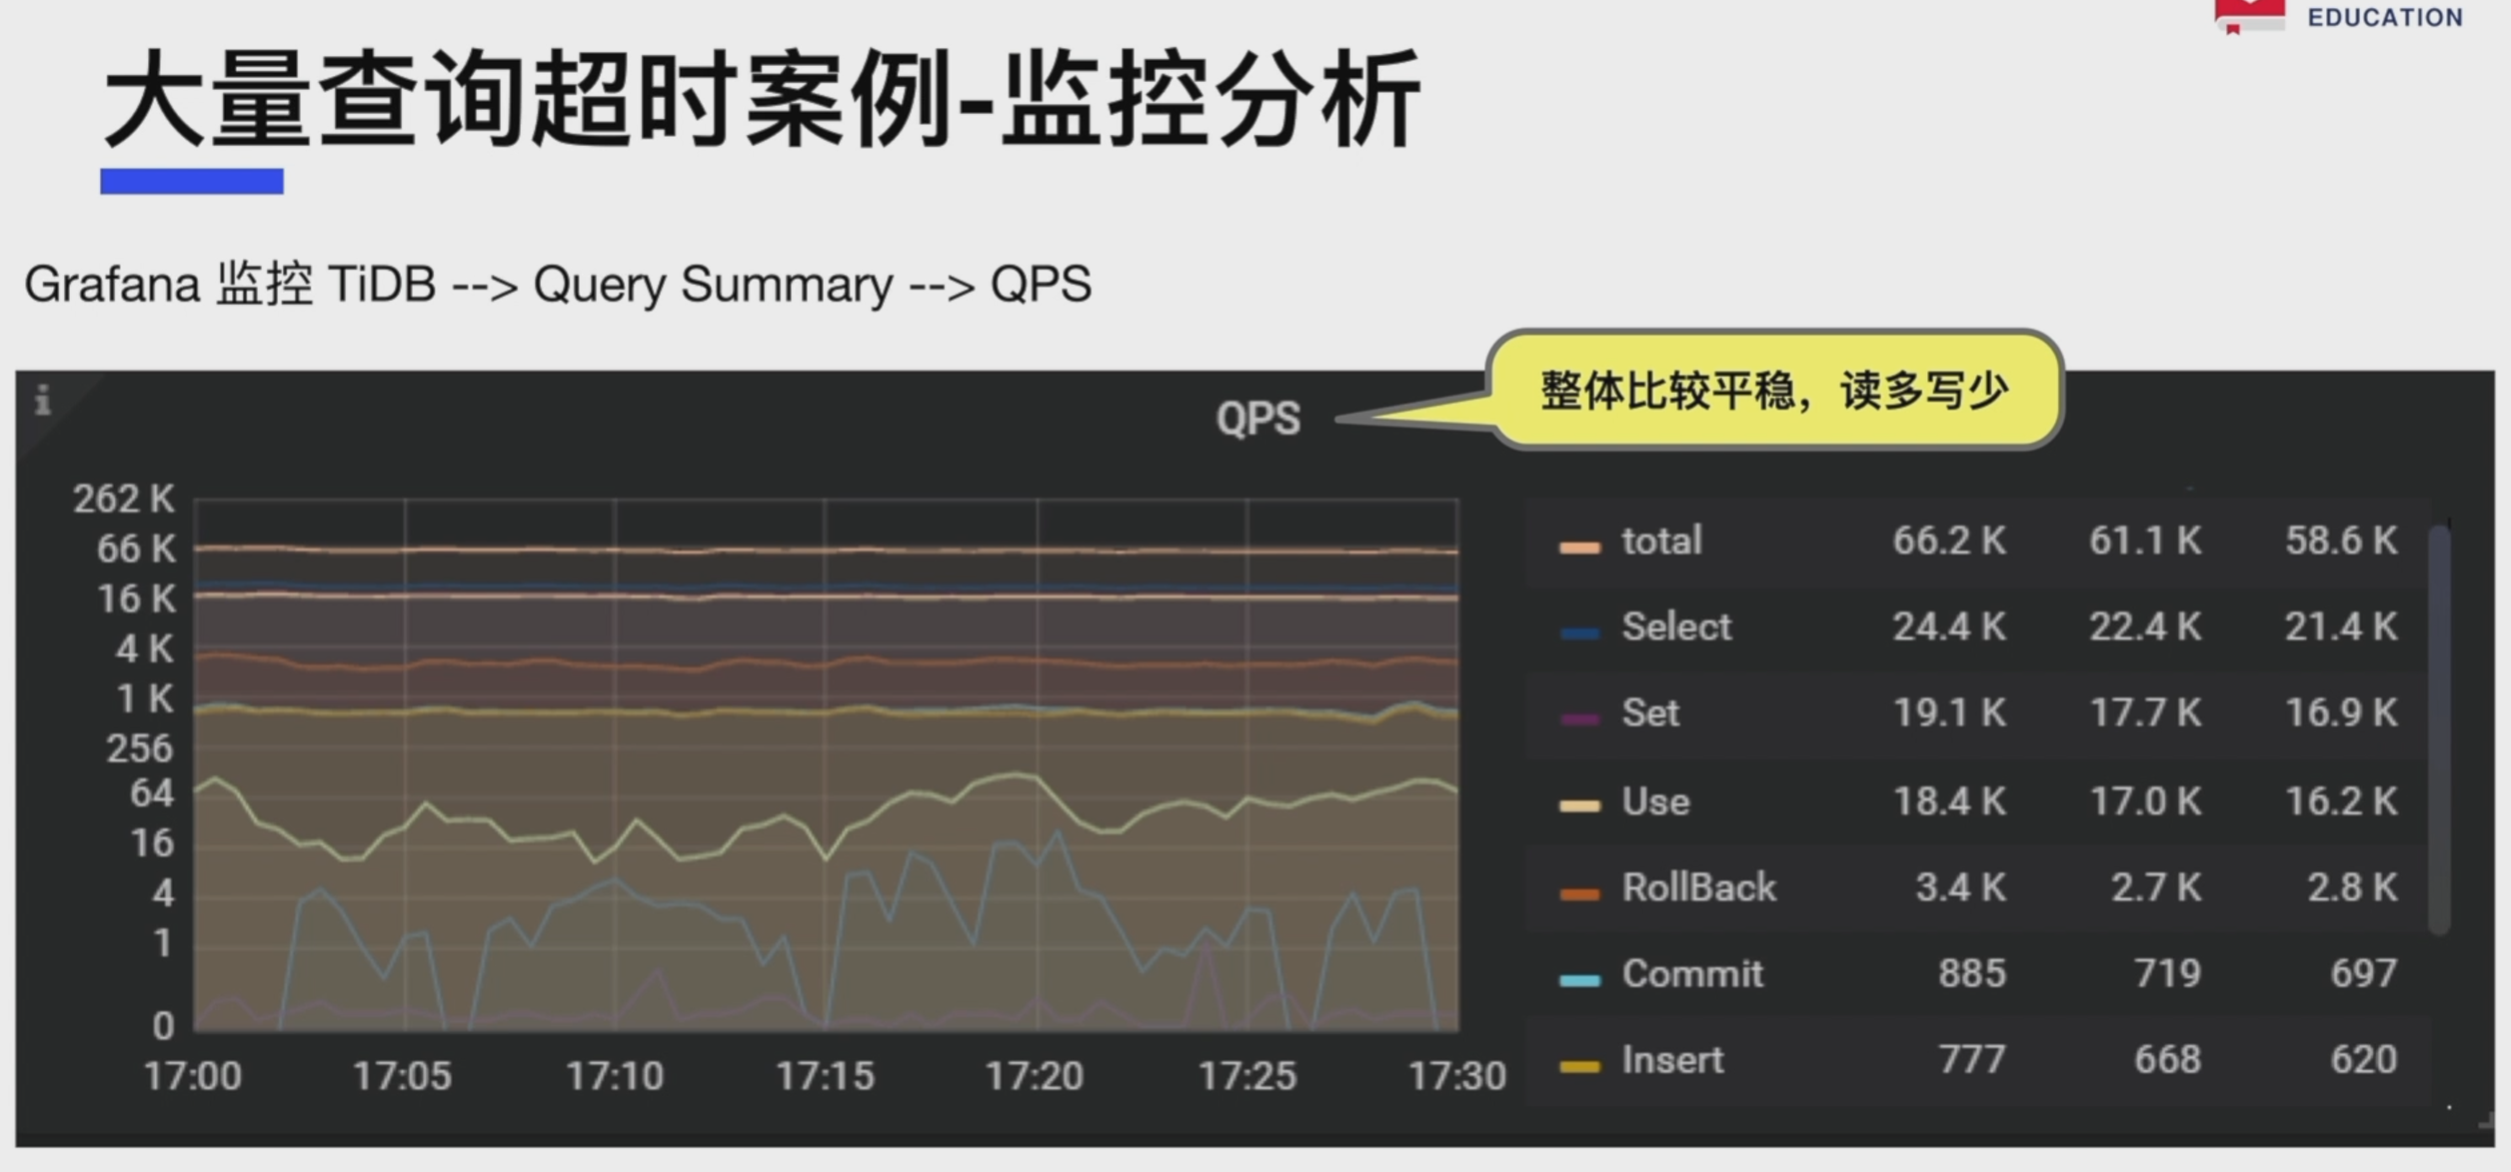 EDUCATION
大量查询超时案例-监控分析
Grafana 监控 TiDB --> Query Summary --> QPS
整体比较平稳，读多写少
i
QPS
262 K
66 K
16 K
4 K
1 K
256
64
16
4
1
0
17:00 17:05 17:10 17:15 17:20 17:25 17:30
total 66.2 K 61.1 K 58.6 K
Select 24.4 K 22.4 K 21.4 K
Set 19.1 K 17.7 K 16.9 K
Use 18.4 K 17.0 K 16.2 K
RollBack 3.4 K 2.7 K 2.8 K
Commit 885 719 697
Insert 777 668 620